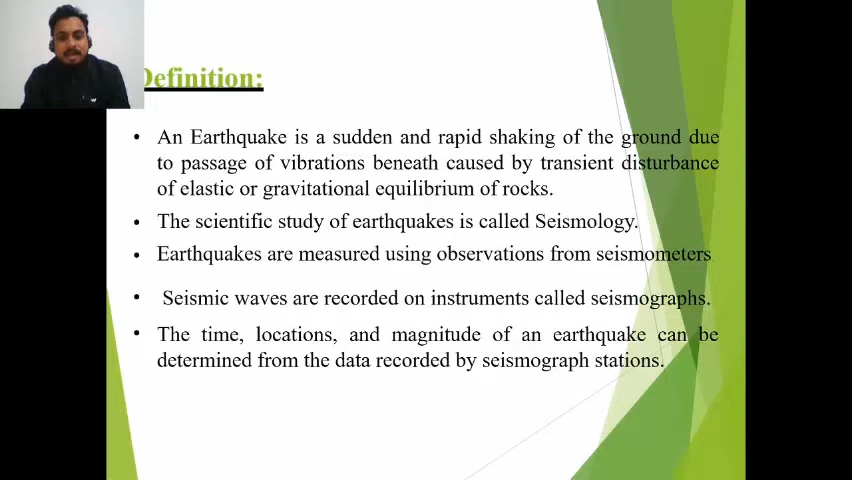 Definition:
• An Earthquake is a sudden and rapid shaking of the ground due
to passage of vibrations beneath caused by transient disturbance
of elastic or gravitational equilibrium of rocks.
• The scientific study of earthquakes is called Seismology.
• Earthquakes are measured using observations from seismometers
• Seismic waves are recorded on instruments called seismographs.
• The time, locations, and magnitude of an earthquake can be
determined from the data recorded by seismograph stations.